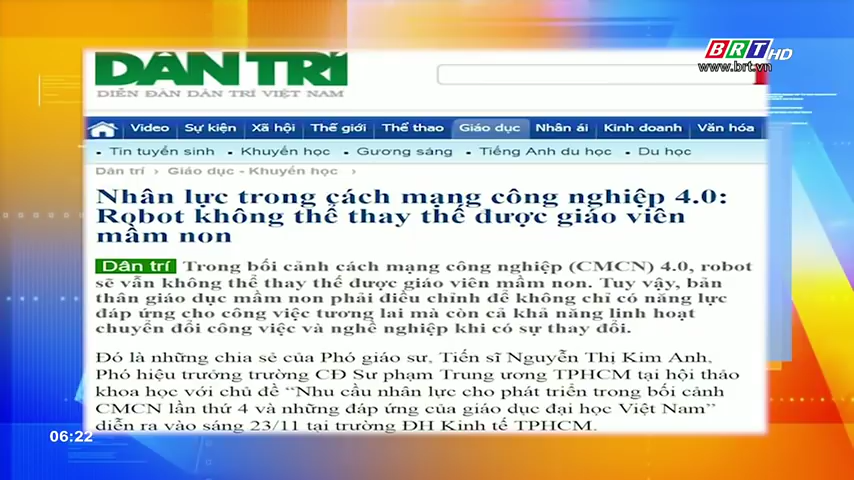 BRT HD
www.brt.vn
DÂN TRÍ
DIỄN ĐÀN DÂN TRÍ VIỆT NAM
Video Sự kiện Xã hội Thế giới Thể thao Giáo dục Nhân ái Kinh doanh Văn hóa
Tin tuyển sinh Khuyến học Gương sáng Tiếng Anh du học Du học
Dân trí › Giáo dục - Khuyến học ›
Nhân lực trong cách mạng công nghiệp 4.0:
Robot không thể thay thế được giáo viên
mầm non
Dân trí Trong bối cảnh cách mạng công nghiệp (CMCN) 4.0, robot
sẽ vẫn không thể thay thế được giáo viên mầm non. Tuy vậy, bản
thân giáo dục mầm non phải điều chỉnh để không chỉ có năng lực
đáp ứng cho công việc tương lai mà còn cả khả năng linh hoạt
chuyển đổi công việc và nghề nghiệp khi có sự thay đổi.
Đó là những chia sẻ của Phó giáo sư, Tiến sĩ Nguyễn Thị Kim Anh,
Phó hiệu trưởng trường CĐ Sư phạm Trung ương TPHCM tại hội thảo
khoa học với chủ đề “Nhu cầu nhân lực cho phát triển trong bối cảnh
CMCN lần thứ 4 và những đáp ứng của giáo dục đại học Việt Nam”
diễn ra vào sáng 23/11 tại trường ĐH Kinh tế TPHCM.
06:22